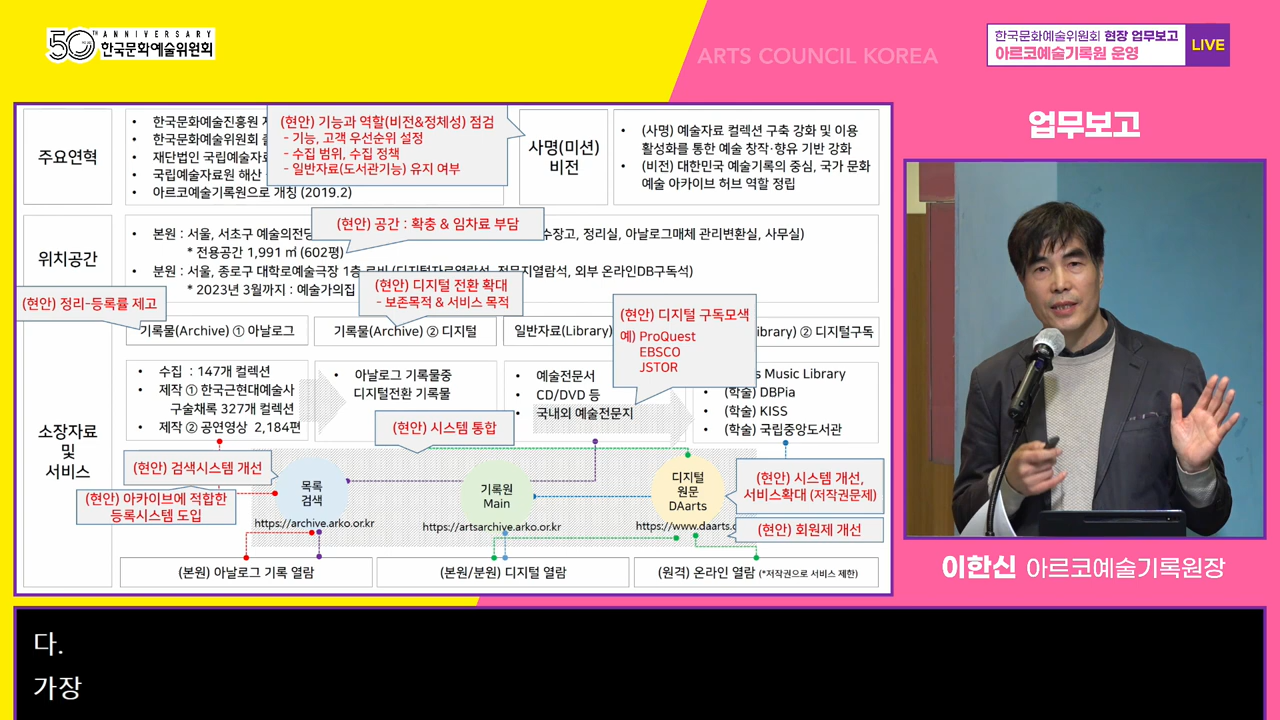 50TH ANNIVERSARY
한국문화예술위원회
ARTS COUNCIL KOREA
한국문화예술위원회 현장 업무보고
아르코예술기록원 운영
LIVE
주요연혁
• 한국문화예술진흥원
• 한국문화예술위원회
• 재단법인 국립예술자료
• 국립예술자료원 해산
• 아르코예술기록원으로 개칭 (2019.2)
(현안) 기능과 역할(비전&정체성) 점검
- 기능, 고객 우선순위 설정
- 수집 범위, 수집 정책
- 일반자료(도서관기능) 유지 여부
사명(미션)
비전
• (사명) 예술자료 컬렉션 구축 강화 및 이용
활성화를 통한 예술 창작·향유 기반 강화
• (비전) 대한민국 예술기록의 중심, 국가 문화
예술 아카이브 허브 역할 정립
위치공간
(현안) 공간 : 확충 & 임차료 부담
• 본원 : 서울, 서초구 예술의전당 수장고, 정리실, 아날로그매체 관리변환실, 사무실)
* 전용공간 1,991 ㎡ (602평)
• 분원 : 서울, 종로구 대학로예술극장 1층 로비 (디지털자료열람석, 전문지열람석, 외부 온라인DB구독석)
* 2023년 3월까지 : 예술가의집
(현안) 정리-등록률 제고
(현안) 디지털 전환 확대
- 보존목적 & 서비스 목적
(현안) 디지털 구독모색
예) ProQuest
EBSCO
JSTOR
소장자료
및
서비스
기록물(Archive) ① 아날로그
기록물(Archive) ② 디지털
일반자료(Library)
library) ② 디지털구독
• 수집 : 147개 컬렉션
• 제작 ① 한국근현대예술사
구술채록 327개 컬렉션
• 제작 ② 공연영상 2,184편
• 아날로그 기록물중
디지털전환 기록물
• 예술전문서
• CD/DVD 등
• 국내외 예술전문지
s Music Library
• (학술) DBPia
• (학술) KISS
• (학술) 국립중앙도서관
(현안) 시스템 통합
(현안) 검색시스템 개선
(현안) 아카이브에 적합한
등록시스템 도입
목록
검색
https://archive.arko.or.kr
기록원
Main
https://artsarchive.arko.or.kr
디지털
원문
DAarts
https://www.daarts.o
(현안) 시스템 개선,
서비스확대 (저작권문제)
(현안) 회원제 개선
(본원) 아날로그 기록 열람
(본원/분원) 디지털 열람
(원격) 온라인 열람 (*저작권으로 서비스 제한)
업무보고
이한신 아르코예술기록원장
다.
가장